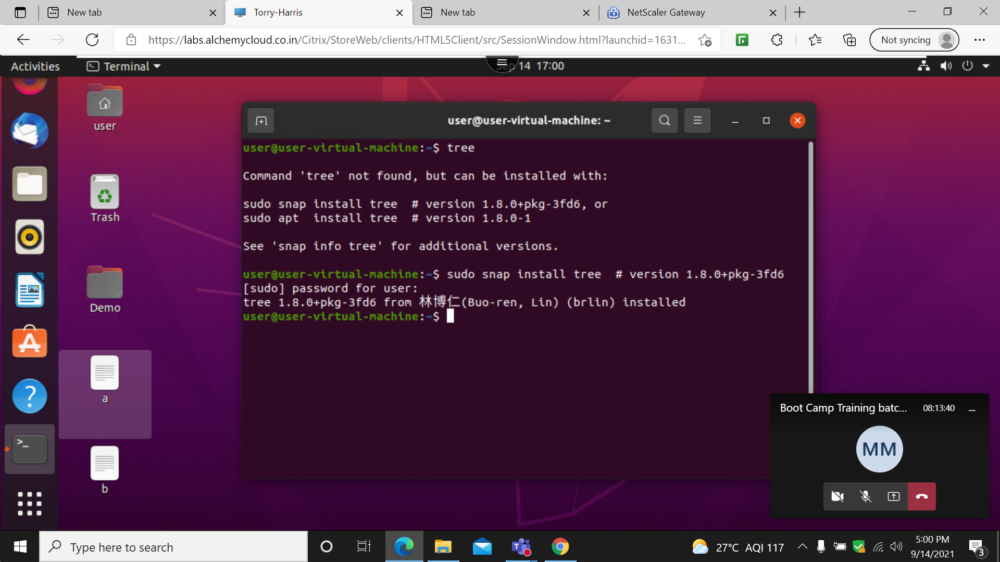 New tab
Torry-Harris
New tab
NetScaler Gateway
https://labs.alchemycloud.co.in/Citrix/StoreWeb/clients/HTML5Client/src/SessionWindow.html?launchid=1631...
Not syncing
Activities
Terminal
Sep 14 17:00
user
Trash
Demo
a
b
user@user-virtual-machine: ~
user@user-virtual-machine:~$ tree
Command 'tree' not found, but can be installed with:
sudo snap install tree  # version 1.8.0+pkg-3fd6, or
sudo apt  install tree  # version 1.8.0-1
See 'snap info tree' for additional versions.
user@user-virtual-machine:~$ sudo snap install tree  # version 1.8.0+pkg-3fd6
[sudo] password for user:
tree 1.8.0+pkg-3fd6 from 林博仁(Buo-ren, Lin) (brlin) installed
user@user-virtual-machine:~$
Boot Camp Training batc...
08:13:40
MM
Type here to search
27°C AQI 117
5:00 PM
9/14/2021
3